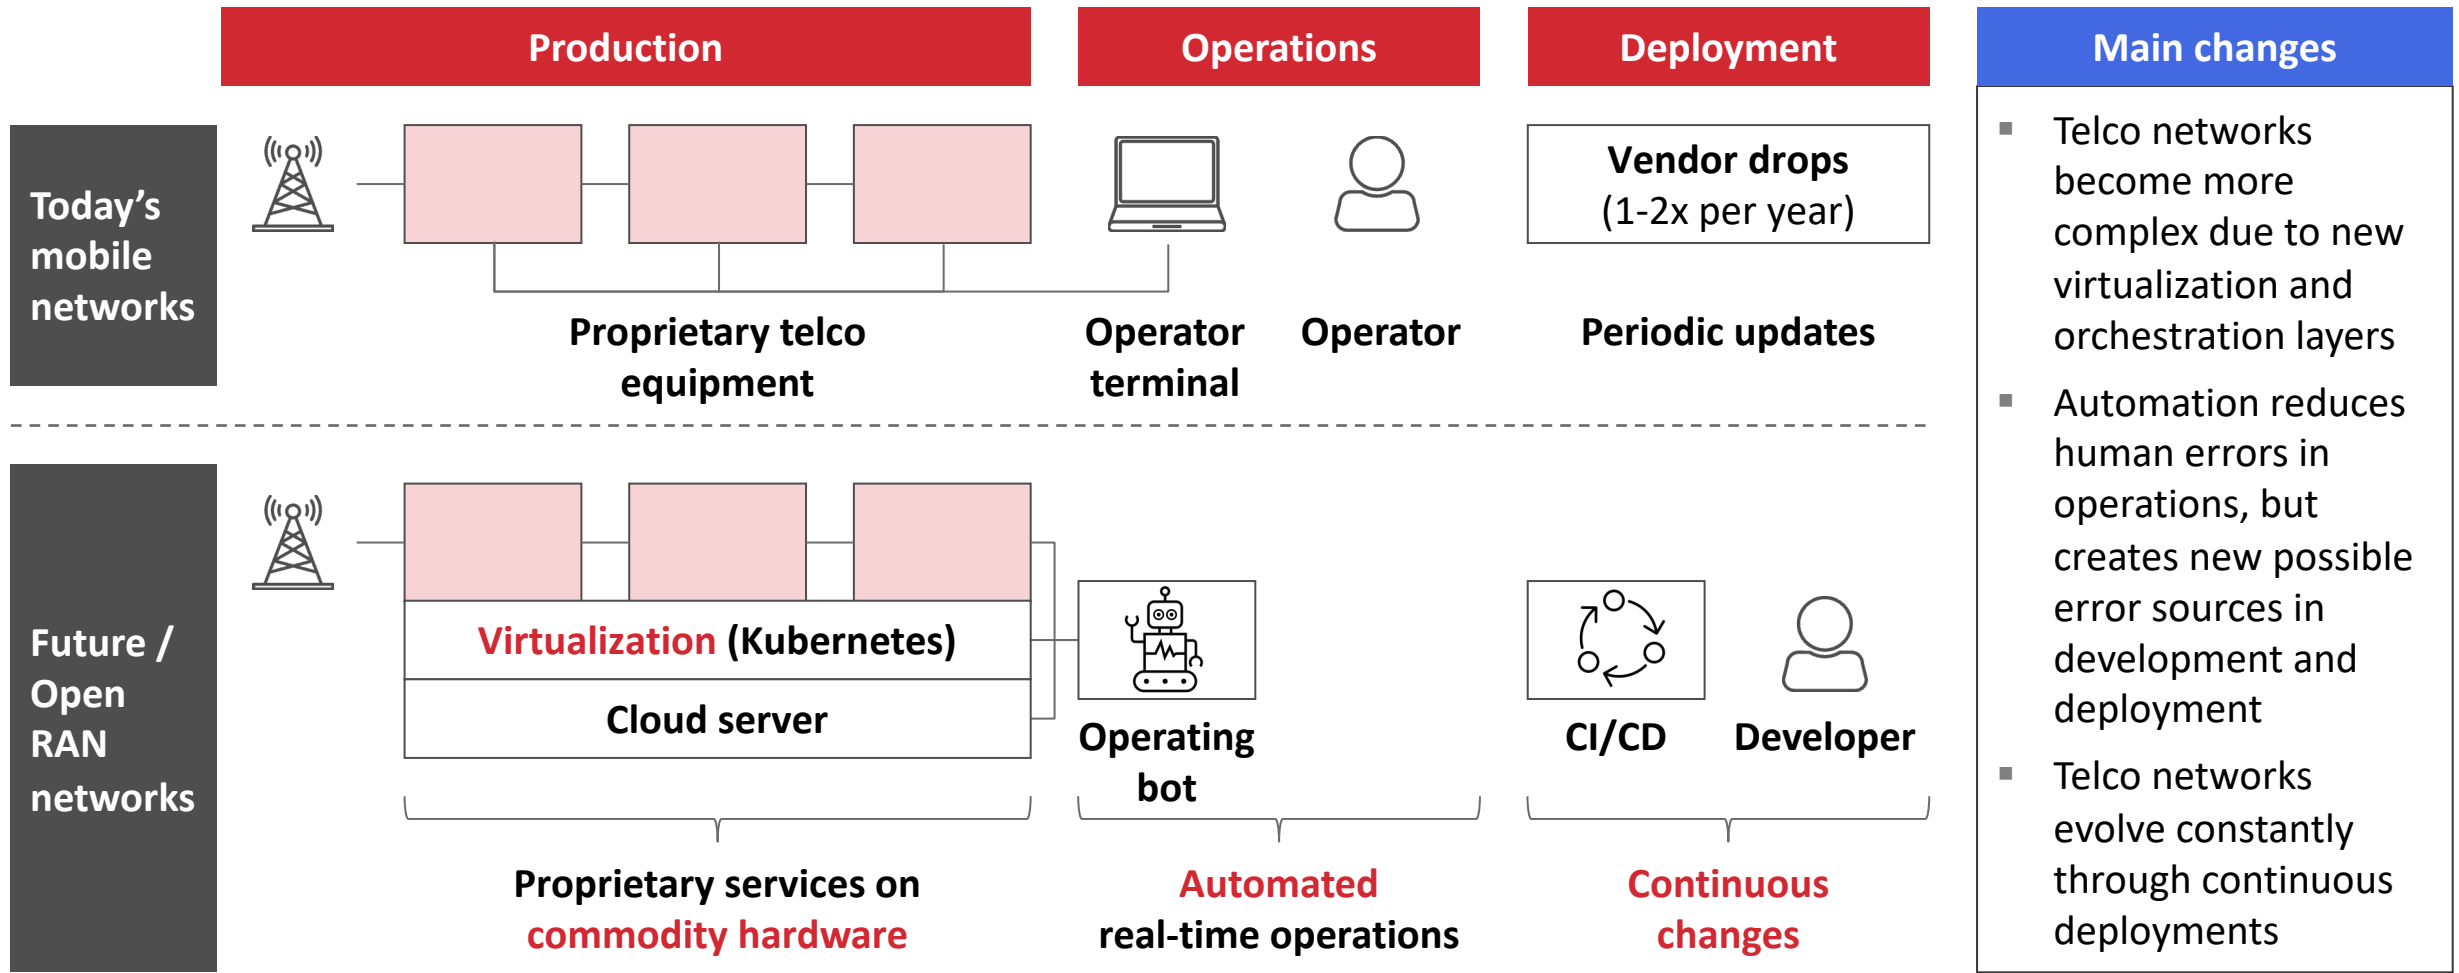 Production
Operations
Deployment
Main changes
Today's
mobile
networks
Proprietary telco
equipment
Operator
terminal
Operator
Vendor drops
(1-2x per year)
Periodic updates
Future /
Open
RAN
networks
Virtualization (Kubernetes)
Cloud server
Proprietary services on
commodity hardware
Operating
bot
Automated
real-time operations
CI/CD
Developer
Continuous
changes
▪ Telco networks
become more
complex due to new
virtualization and
orchestration layers
▪ Automation reduces
human errors in
operations, but
creates new possible
error sources in
development and
deployment
▪ Telco networks
evolve constantly
through continuous
deployments